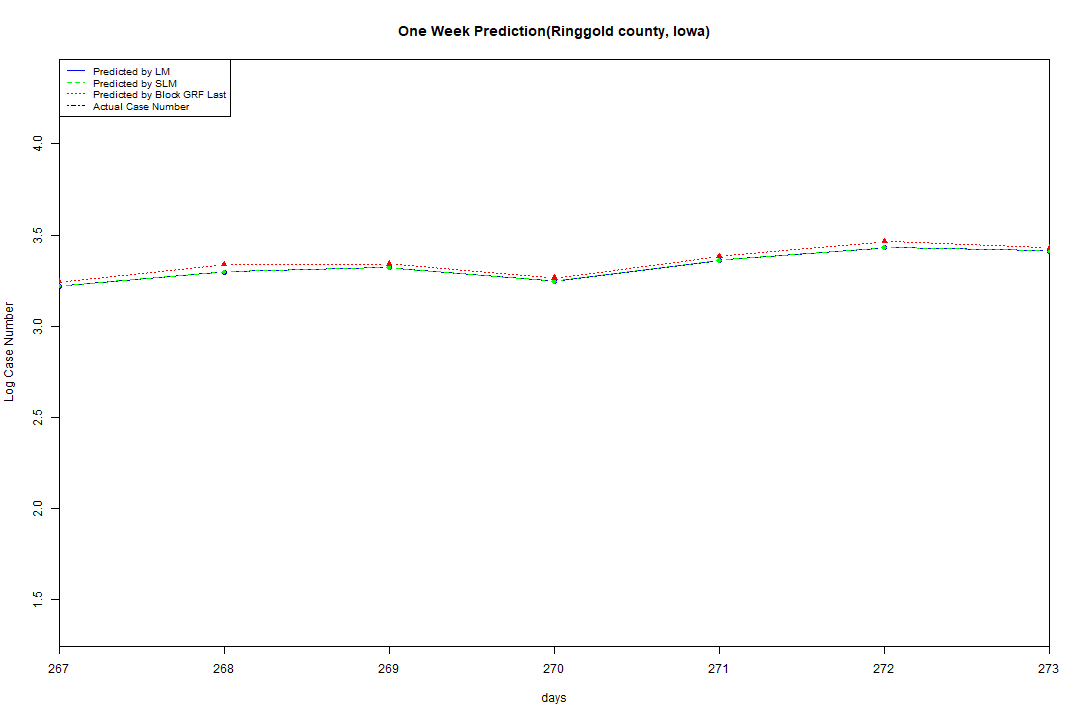 One Week Prediction(Ringgold county, Iowa)
Predicted by LM
Predicted by SLM
Predicted by Block GRF Last
Actual Case Number
4.0
3.5
3.0
2.5
2.0
1.5
Log Case Number
267 268 269 270 271 272 273
days